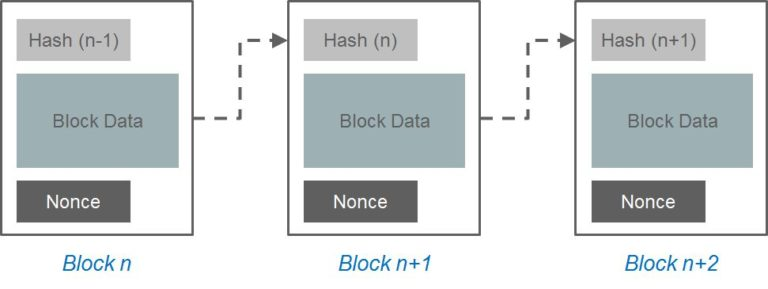 Hash (n-1)
Block Data
Nonce
Block n
Hash (n)
Block Data
Nonce
Block n+1
Hash (n+1)
Block Data
Nonce
Block n+2